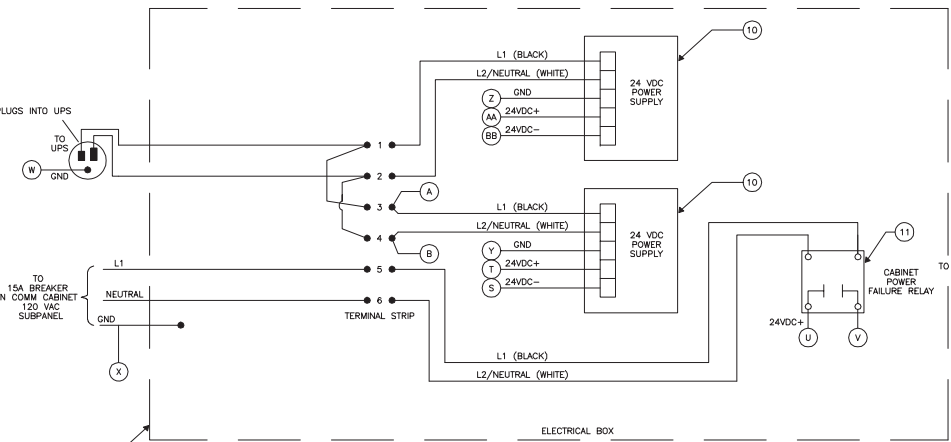 10
L1 (BLACK)
L2/NEUTRAL (WHITE)
24 VDC
POWER
SUPPLY
Z
GND
AA
24VDC+
BB
24VDC-
PLUGS INTO UPS
TO
UPS
W
GND
1
2
3
A
4
B
10
L1 (BLACK)
L2/NEUTRAL (WHITE)
24 VDC
POWER
SUPPLY
Y
GND
T
24VDC+
S
24VDC-
11
CABINET
POWER
FAILURE RELAY
TO
24VDC+
U
V
TO
15A BREAKER
N COMM CABINET
120 VAC
SUBPANEL
L1
NEUTRAL
GND
X
5
6
TERMINAL STRIP
L1 (BLACK)
L2/NEUTRAL (WHITE)
ELECTRICAL BOX